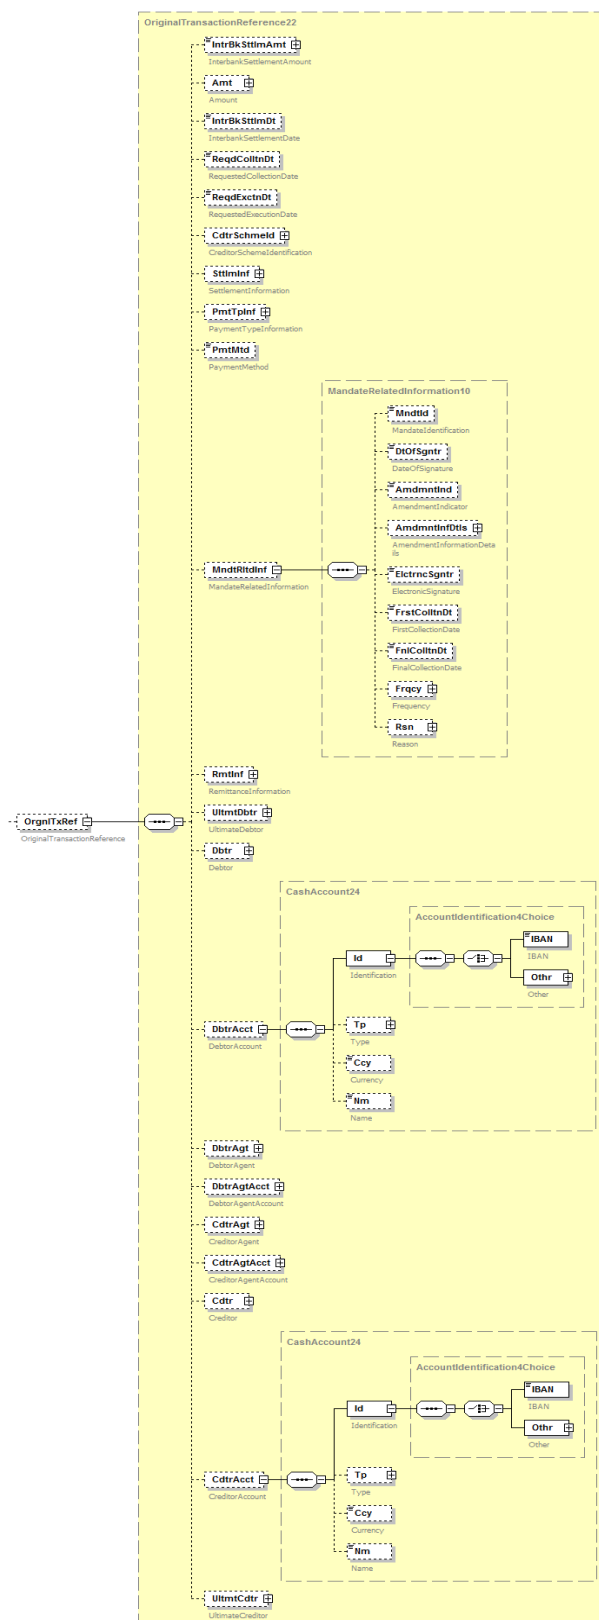 OriginalTransactionReference22
IntrBkSttlmAmt
InterbankSettlementAmount
Amt
Amount
IntrBkSttlmDt
InterbankSettlementDate
ReqdColltnDt
RequestedCollectionDate
ReqdExctnDt
RequestedExecutionDate
CdtrSchmeId
CreditorSchemeIdentification
SttlmInf
SettlementInformation
PmtTpInf
PaymentTypeInformation
PmtMtd
PaymentMethod
MandateRelatedInformation10
MndtId
MandateIdentification
DtOfSgntr
DateOfSignature
AmdmntInd
AmendmentIndicator
AmdmntInfDtls
AmendmentInformationDeta
ils
MndtRltdInf
MandateRelatedInformation
ElctrncSgntr
ElectronicSignature
FrstColltnDt
FirstCollectionDate
FnlColltnDt
FinalCollectionDate
Frqcy
Frequency
Rsn
Reason
RmtInf
RemittanceInformation
UltmtDbtr
UltimateDebtor
OrgnlTxRef
OriginalTransactionReference
Dbtr
Debtor
CashAccount24
AccountIdentification4Choice
IBAN
IBAN
Id
Identification
Othr
Other
DbtrAcct
DebtorAccount
Tp
Type
Ccy
Currency
Nm
Name
DbtrAgt
DebtorAgent
DbtrAgtAcct
DebtorAgentAccount
CdtrAgt
CreditorAgent
CdtrAgtAcct
CreditorAgentAccount
Cdtr
Creditor
CashAccount24
AccountIdentification4Choice
IBAN
IBAN
Id
Identification
Othr
Other
CdtrAcct
CreditorAccount
Tp
Type
Ccy
Currency
Nm
Name
UltmtCdtr
UltimateCreditor